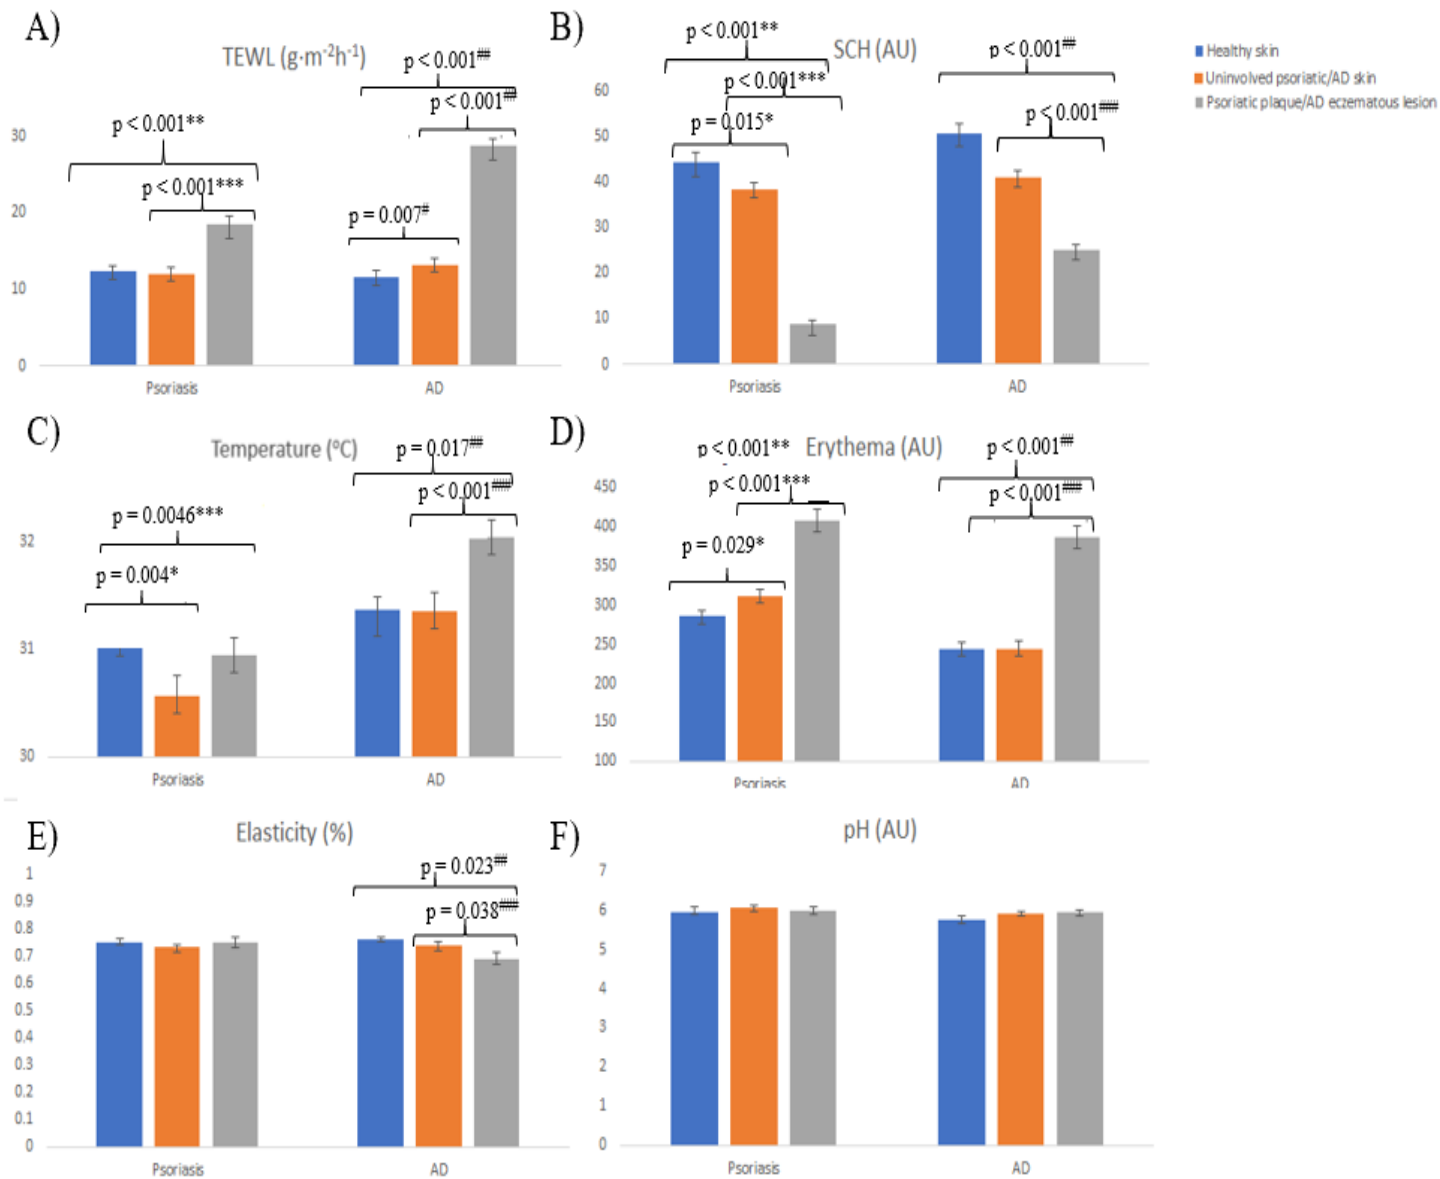 A)
TEWL (g·m⁻²h⁻¹)
p < 0.001**
p < 0.001***
p < 0.001##
p < 0.001###
p = 0.007#
30
20
10
0
Psoriasis
AD
B)
SCH (AU)
p < 0.001**
p < 0.001***
p = 0.015*
p < 0.001##
p < 0.001###
60
50
40
30
20
10
0
Psoriasis
AD
Healthy skin
Uninvolved psoriatic/AD skin
Psoriatic plaque/AD eczematous lesion
C)
Temperature (°C)
p = 0.0046***
p = 0.004*
p = 0.017##
p < 0.001###
32
31
30
Psoriasis
AD
D)
Erythema (AU)
p < 0.001**
p < 0.001***
p = 0.029*
p < 0.001##
p < 0.001###
450
400
350
300
250
200
150
100
Psoriasis
AD
E)
Elasticity (%)
p = 0.023##
p = 0.038###
1
0.9
0.8
0.7
0.6
0.5
0.4
0.3
0.2
0.1
0
Psoriasis
AD
F)
pH (AU)
7
6
5
4
3
2
1
0
Psoriasis
AD